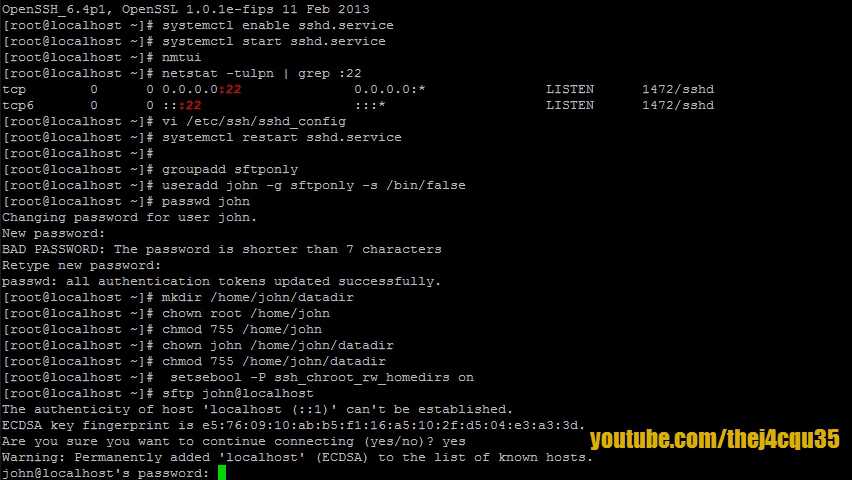 OpenSSH_6.4p1, OpenSSL 1.0.1e-fips 11 Feb 2013
[root@localhost ~]# systemctl enable sshd.service
[root@localhost ~]# systemctl start sshd.service
[root@localhost ~]# nmtui
[root@localhost ~]# netstat -tulpn | grep :22
tcp        0      0 0.0.0.0:22              0.0.0.0:*               LISTEN      1472/sshd
tcp6       0      0 :::22                   :::*                    LISTEN      1472/sshd
[root@localhost ~]# vi /etc/ssh/sshd_config
[root@localhost ~]# systemctl restart sshd.service
[root@localhost ~]#
[root@localhost ~]# groupadd sftponly
[root@localhost ~]# useradd john -g sftponly -s /bin/false
[root@localhost ~]# passwd john
Changing password for user john.
New password:
BAD PASSWORD: The password is shorter than 7 characters
Retype new password:
passwd: all authentication tokens updated successfully.
[root@localhost ~]# mkdir /home/john/datadir
[root@localhost ~]# chown root /home/john
[root@localhost ~]# chmod 755 /home/john
[root@localhost ~]# chown john /home/john/datadir
[root@localhost ~]# chmod 755 /home/john/datadir
[root@localhost ~]#  setsebool -P ssh_chroot_rw_homedirs on
[root@localhost ~]# sftp john@localhost
The authenticity of host 'localhost (::1)' can't be established.
ECDSA key fingerprint is e5:76:09:10:ab:b5:f1:16:a5:10:2f:d5:04:e3:a3:3d.
Are you sure you want to continue connecting (yes/no)? yes
Warning: Permanently added 'localhost' (ECDSA) to the list of known hosts.
john@localhost's password:
youtube.com/thej4cqu35